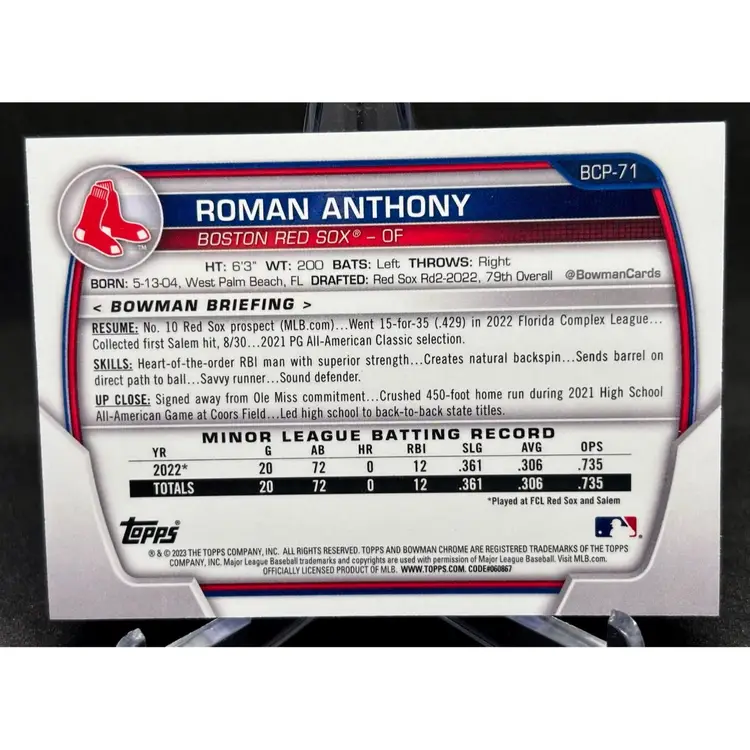 BCP-71
ROMAN ANTHONY
BOSTON RED SOX® – OF
HT: 6'3" WT: 200 BATS: Left THROWS: Right
BORN: 5-13-04, West Palm Beach, FL DRAFTED: Red Sox Rd2-2022, 79th Overall @BowmanCards
< BOWMAN BRIEFING >
RESUME: No. 10 Red Sox prospect (MLB.com)...Went 15-for-35 (.429) in 2022 Florida Complex League...
Collected first Salem hit, 8/30...2021 PG All-American Classic selection.
SKILLS: Heart-of-the-order RBI man with superior strength...Creates natural backspin...Sends barrel on
direct path to ball...Savvy runner...Sound defender.
UP CLOSE: Signed away from Ole Miss commitment...Crushed 450-foot home run during 2021 High School
All-American Game at Coors Field...Led high school to back-to-back state titles.
MINOR LEAGUE BATTING RECORD
YR G AB HR RBI SLG AVG OPS
2022* 20 72 0 12 .361 .306 .735
TOTALS 20 72 0 12 .361 .306 .735
*Played at FCL Red Sox and Salem
TOPPS®
® & © 2023 THE TOPPS COMPANY, INC. ALL RIGHTS RESERVED. TOPPS AND BOWMAN CHROME ARE REGISTERED TRADEMARKS OF THE TOPPS
COMPANY, INC. Major League Baseball trademarks and copyrights are used with permission of Major League Baseball. Visit MLB.com.
OFFICIALLY LICENSED PRODUCT OF MLB. WWW.TOPPS.COM. CODE#060867